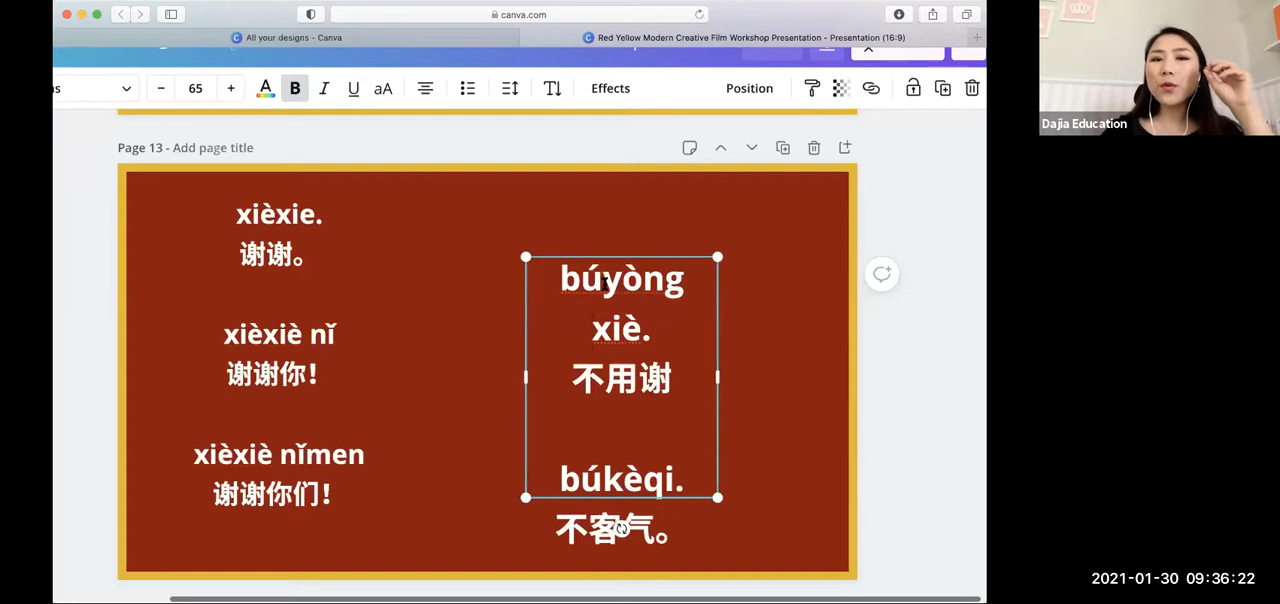 canva.com
All your designs - Canva
Red Yellow Modern Creative Film Workshop Presentation - Presentation (16:9)
65
A B I U aA
Effects
Position
Page 13 - Add page title
xièxie.
谢谢。
xièxiè nǐ
谢谢你！
xièxiè nǐmen
谢谢你们！
búyòng
xiè.
不用谢
búkèqi.
不客气。
Dajia Education
2021-01-30 09:36:22